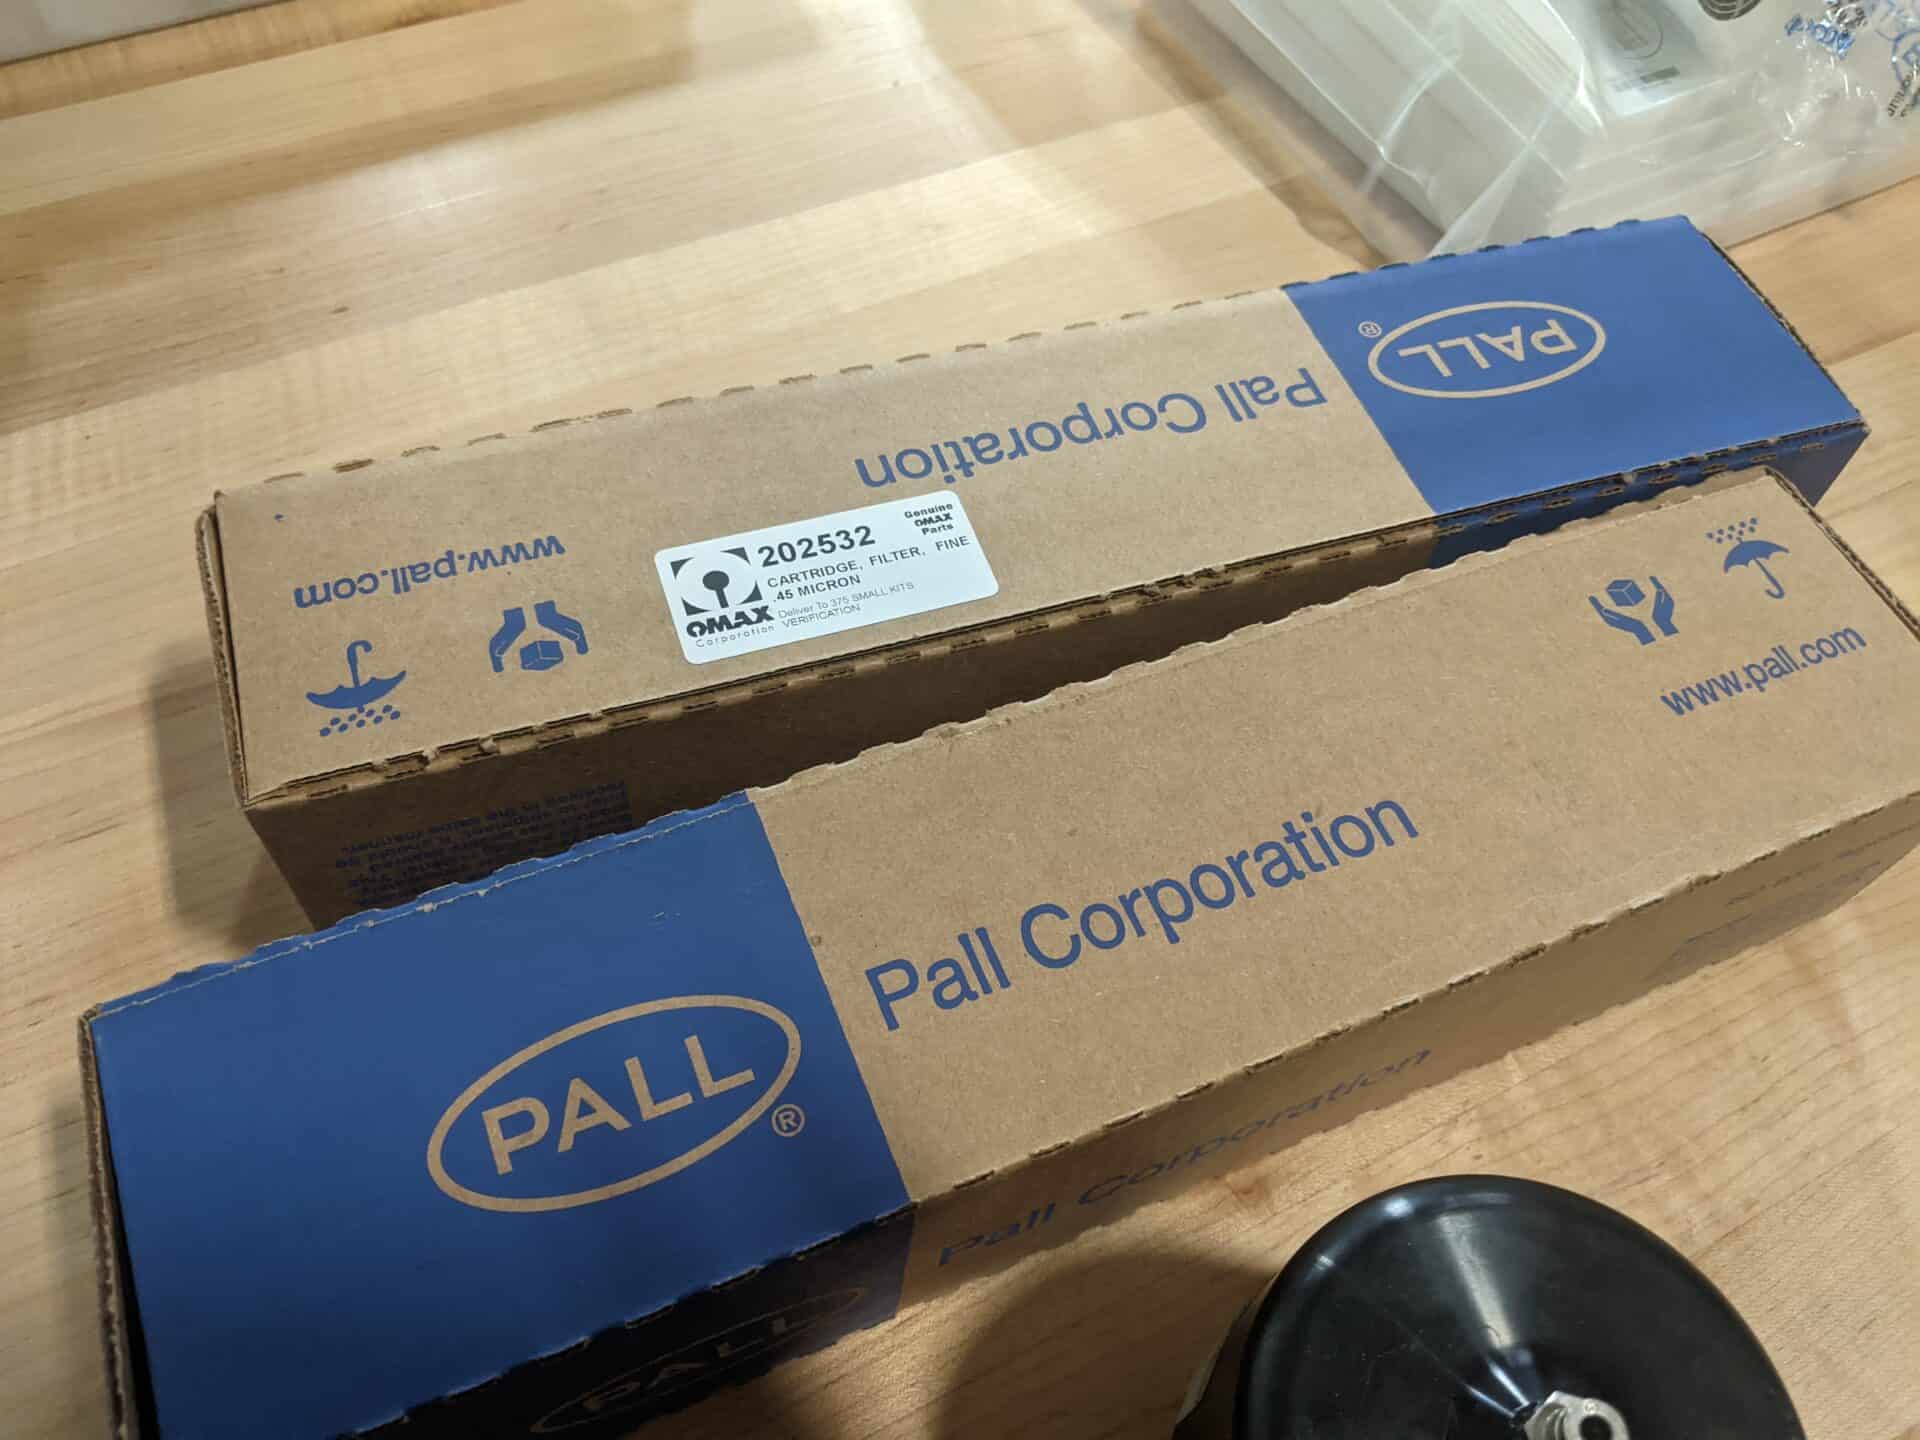 PALL
®
Pall Corporation
www.pall.com
202532
Genuine
OMAX
Parts
CARTRIDGE, FILTER, FINE
.45 MICRON
OMAX
Corporation
Deliver To 375 SMALL KITS
VERIFICATION
PALL
®
Pall Corporation
www.pall.com
Pall Corporation
PALL